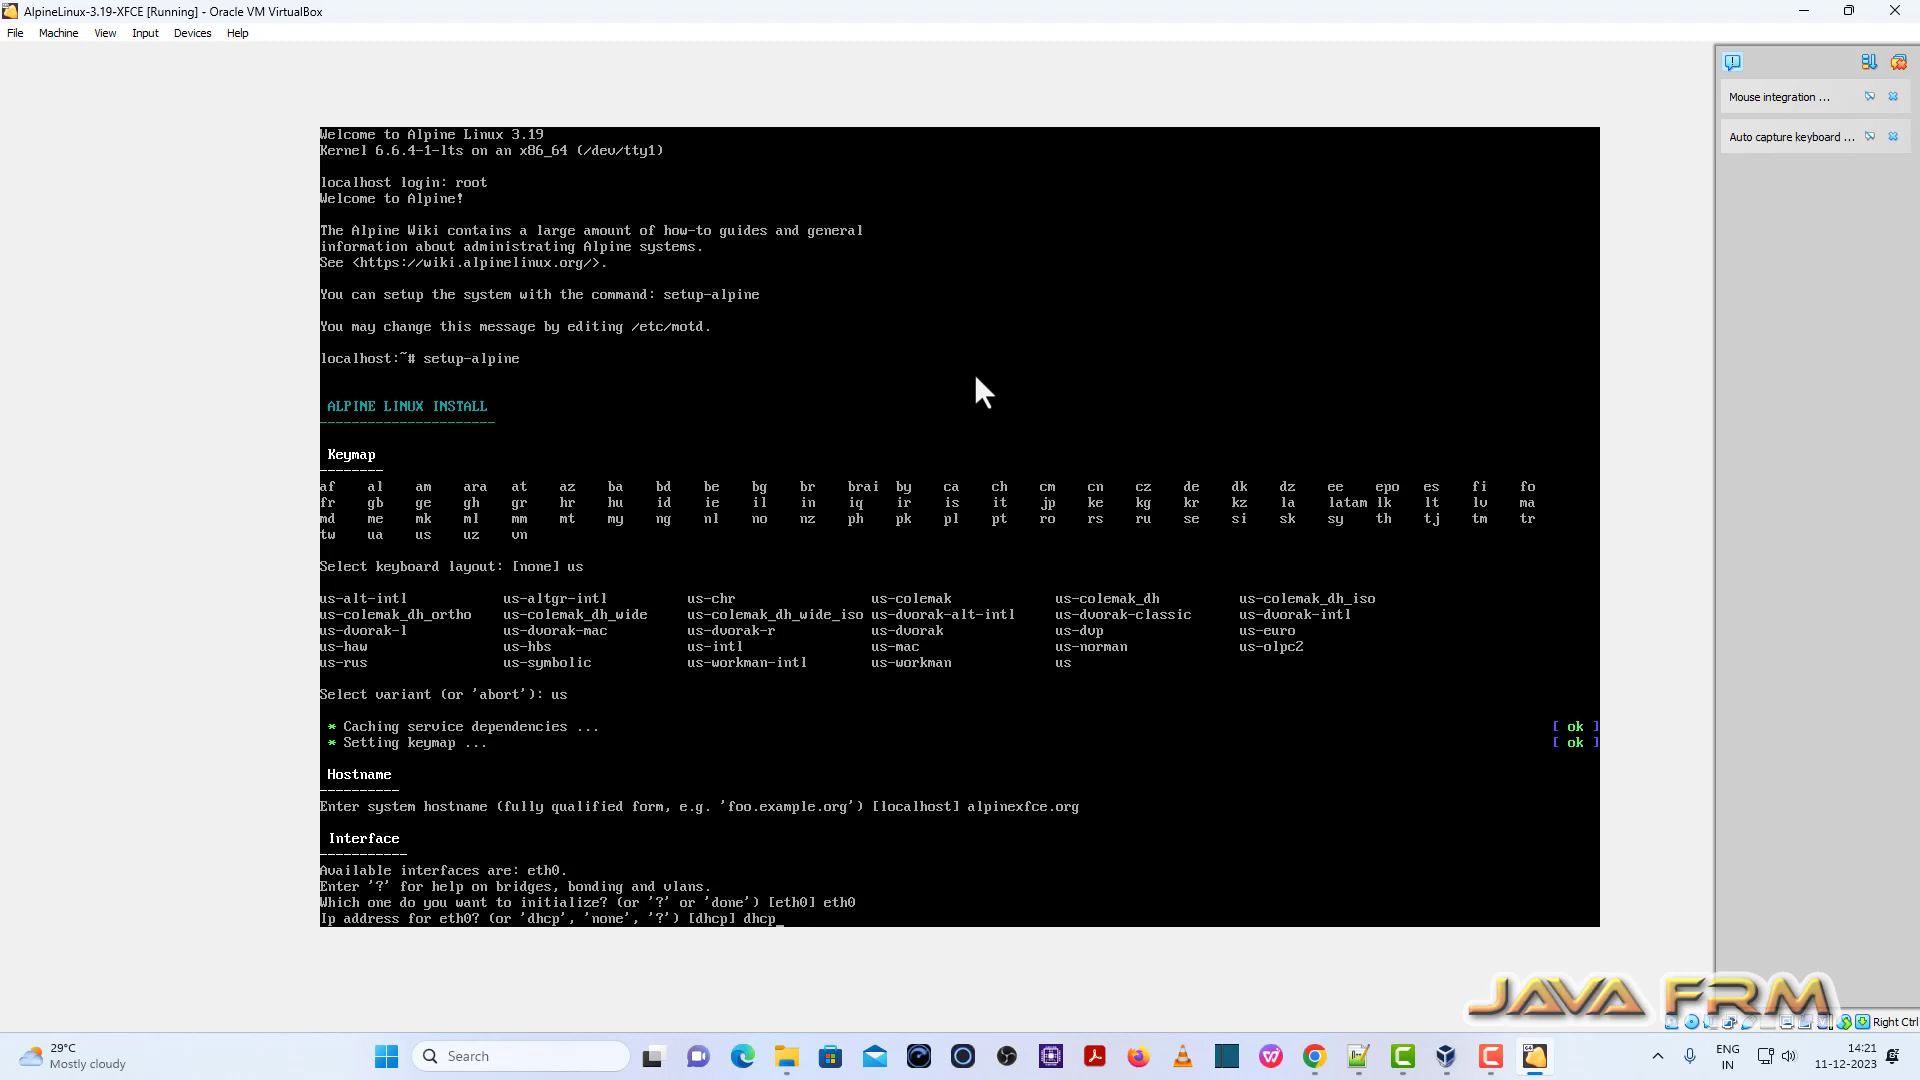 AlpineLinux-3.19-XFCE [Running] - Oracle VM VirtualBox
File Machine View Input Devices Help
Mouse integration ...
Auto capture keyboard ...
Welcome to Alpine Linux 3.19
Kernel 6.6.4-1-lts on an x86_64 (/dev/tty1)
localhost login: root
Welcome to Alpine!
The Alpine Wiki contains a large amount of how-to guides and general
information about administrating Alpine systems.
See <https://wiki.alpinelinux.org/>.
You can setup the system with the command: setup-alpine
You may change this message by editing /etc/motd.
localhost:~# setup-alpine
ALPINE LINUX INSTALL
----------------------
Keymap
--------
af al am ara at az ba bd be bg br brai by ca ch cm cn cz de dk dz ee epo es fi fo
fr gb ge gh gr hr hu id ie il in iq ir is it jp ke kg kr kz la latam lk lt lv ma
md me mk ml mm mt my ng nl no nz ph pk pl pt ro rs ru se si sk sy th tj tm tr
tw ua us uz vn
Select keyboard layout: [none] us
us-alt-intl us-altgr-intl us-chr us-colemak us-colemak_dh us-colemak_dh_iso
us-colemak_dh_ortho us-colemak_dh_wide us-colemak_dh_wide_iso us-dvorak-alt-intl us-dvorak-classic us-dvorak-intl
us-dvorak-l us-dvorak-mac us-dvorak-r us-dvorak us-dvp us-euro
us-haw us-hbs us-intl us-mac us-norman us-olpc2
us-rus us-symbolic us-workman-intl us-workman us
Select variant (or 'abort'): us
* Caching service dependencies ... [ ok ]
* Setting keymap ... [ ok ]
Hostname
----------
Enter system hostname (fully qualified form, e.g. 'foo.example.org') [localhost] alpinexfce.org
Interface
-----------
Available interfaces are: eth0.
Enter '?' for help on bridges, bonding and vlans.
Which one do you want to initialize? (or '?' or 'done') [eth0] eth0
Ip address for eth0? (or 'dhcp', 'none', '?') [dhcp] dhcp_
JAVA FRM
Right Ctrl
29°C
Mostly cloudy
Search
ENG
IN
14:21
11-12-2023